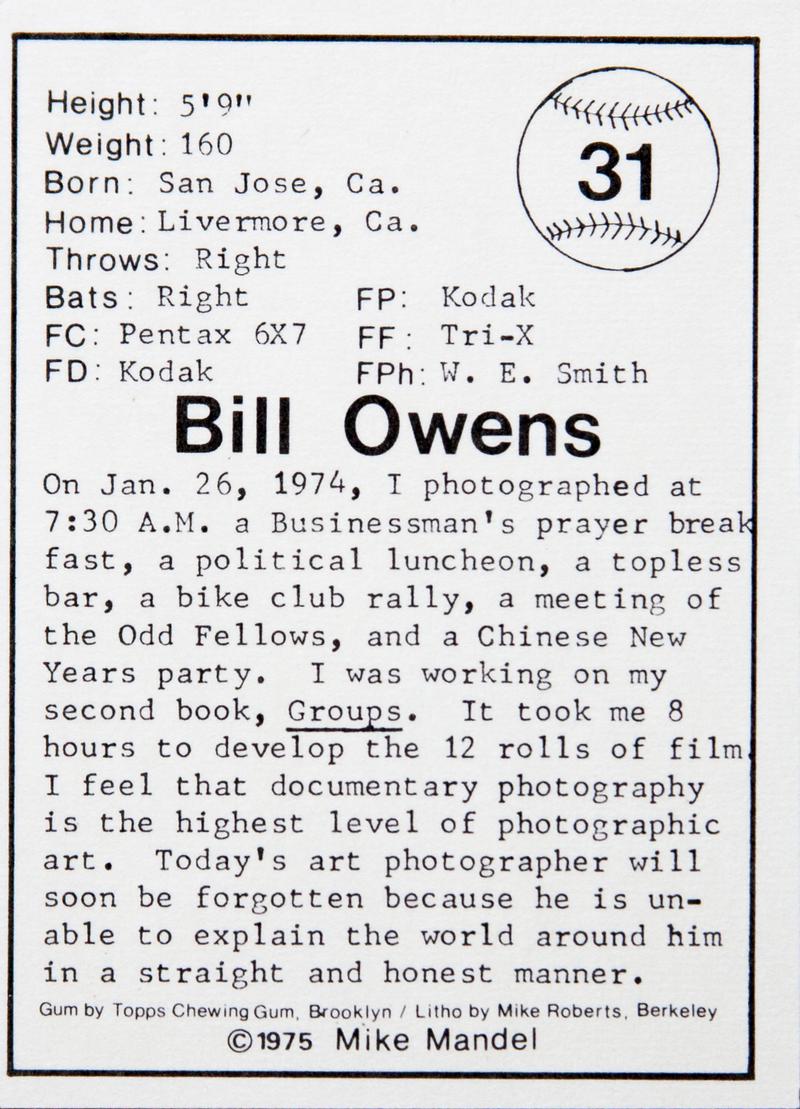 Height: 5'9"
31
Weight: 160
Born: San Jose, Ca.
Home: Livermore, Ca.
Throws: Right
Bats: Right FP: Kodak
FC: Pentax 6X7 FF: Tri-X
FD: Kodak FPh: W. E. Smith
Bill Owens
On Jan. 26, 1974, I photographed at
7:30 A.M. a Businessman's prayer break
fast, a political luncheon, a topless
bar, a bike club rally, a meeting of
the Odd Fellows, and a Chinese New
Years party. I was working on my
second book, Groups. It took me 8
hours to develop the 12 rolls of film.
I feel that documentary photography
is the highest level of photographic
art. Today's art photographer will
soon be forgotten because he is un-
able to explain the world around him
in a straight and honest manner.
Gum by Topps Chewing Gum, Brooklyn / Litho by Mike Roberts, Berkeley
©1975 Mike Mandel